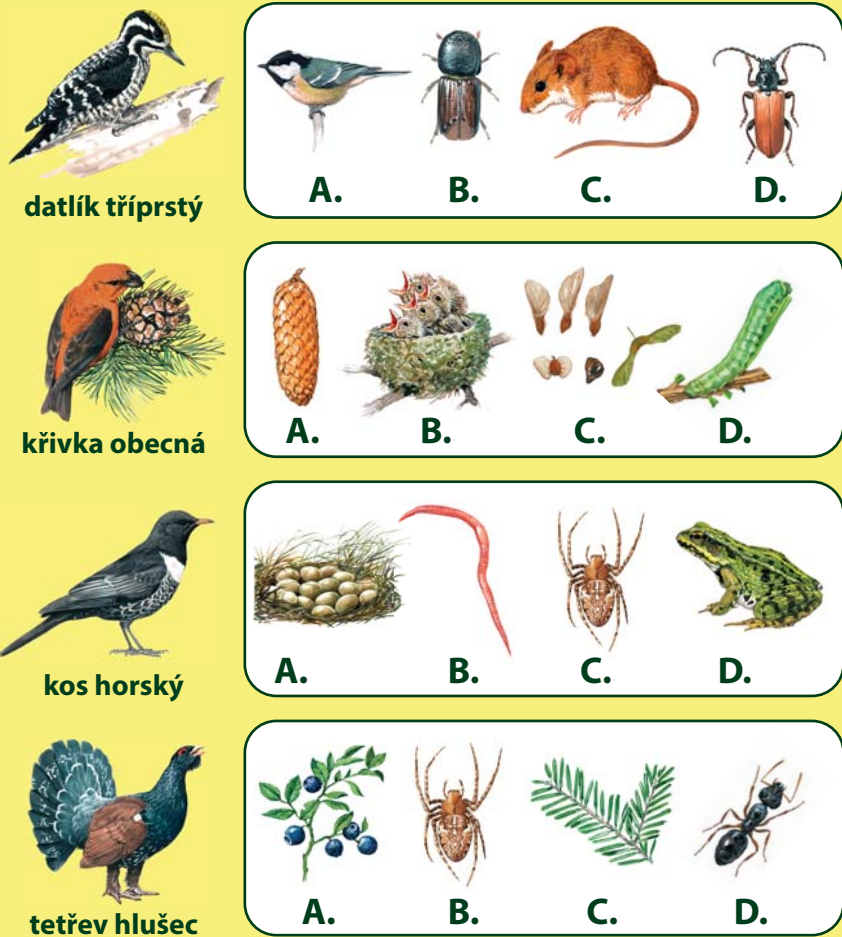 A. B. C. D.
datlík tříprstý
A. B. C. D.
křivka obecná
A. B. C. D.
kos horský
A. B. C. D.
tetřev hlušec